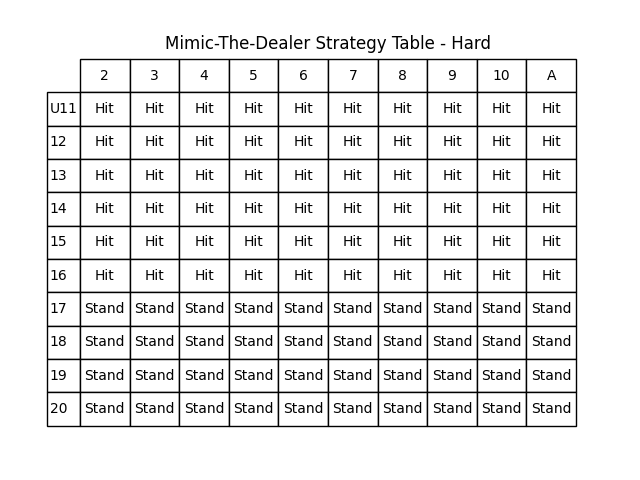 Mimic-The-Dealer Strategy Table - Hard
2 3 4 5 6 7 8 9 10 A
U11 Hit Hit Hit Hit Hit Hit Hit Hit Hit Hit
12 Hit Hit Hit Hit Hit Hit Hit Hit Hit Hit
13 Hit Hit Hit Hit Hit Hit Hit Hit Hit Hit
14 Hit Hit Hit Hit Hit Hit Hit Hit Hit Hit
15 Hit Hit Hit Hit Hit Hit Hit Hit Hit Hit
16 Hit Hit Hit Hit Hit Hit Hit Hit Hit Hit
17 Stand Stand Stand Stand Stand Stand Stand Stand Stand Stand
18 Stand Stand Stand Stand Stand Stand Stand Stand Stand Stand
19 Stand Stand Stand Stand Stand Stand Stand Stand Stand Stand
20 Stand Stand Stand Stand Stand Stand Stand Stand Stand Stand